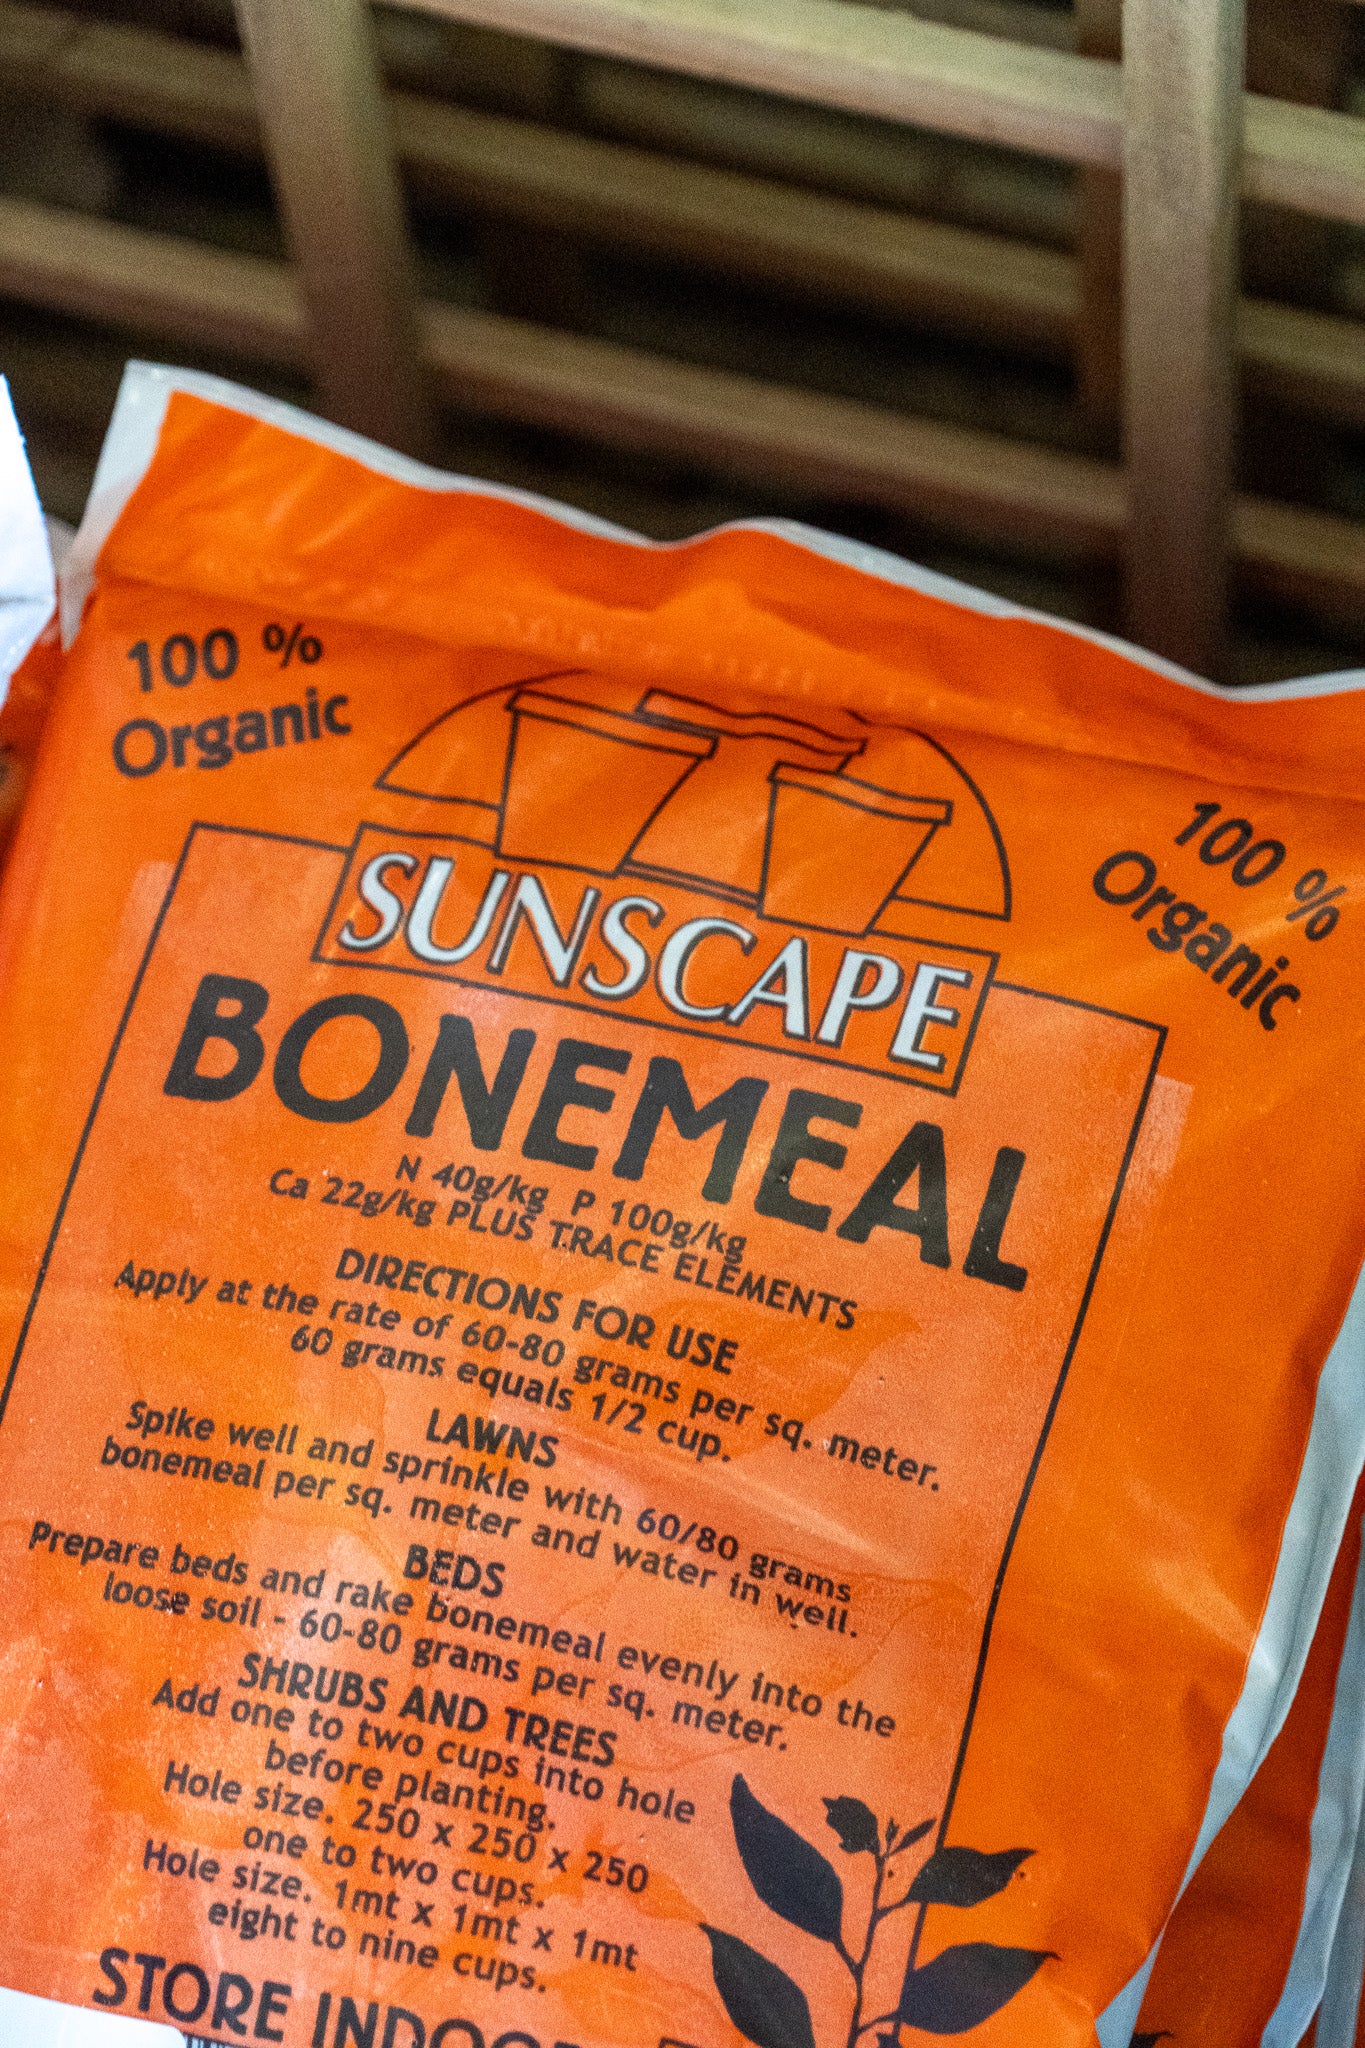 100 %
Organic
100 %
Organic
SUNSCAPE
BONEMEAL
N 40g/kg P 100g/kg
Ca 22g/kg PLUS TRACE ELEMENTS
DIRECTIONS FOR USE
Apply at the rate of 60-80 grams per sq. meter.
60 grams equals 1/2 cup.
LAWNS
Spike well and sprinkle with 60/80 grams
bonemeal per sq. meter and water in well.
BEDS
Prepare beds and rake bonemeal evenly into the
loose soil - 60-80 grams per sq. meter.
SHRUBS AND TREES
Add one to two cups into hole
before planting.
Hole size. 250 x 250 x 250
one to two cups.
Hole size. 1mt x 1mt x 1mt
eight to nine cups.
STORE